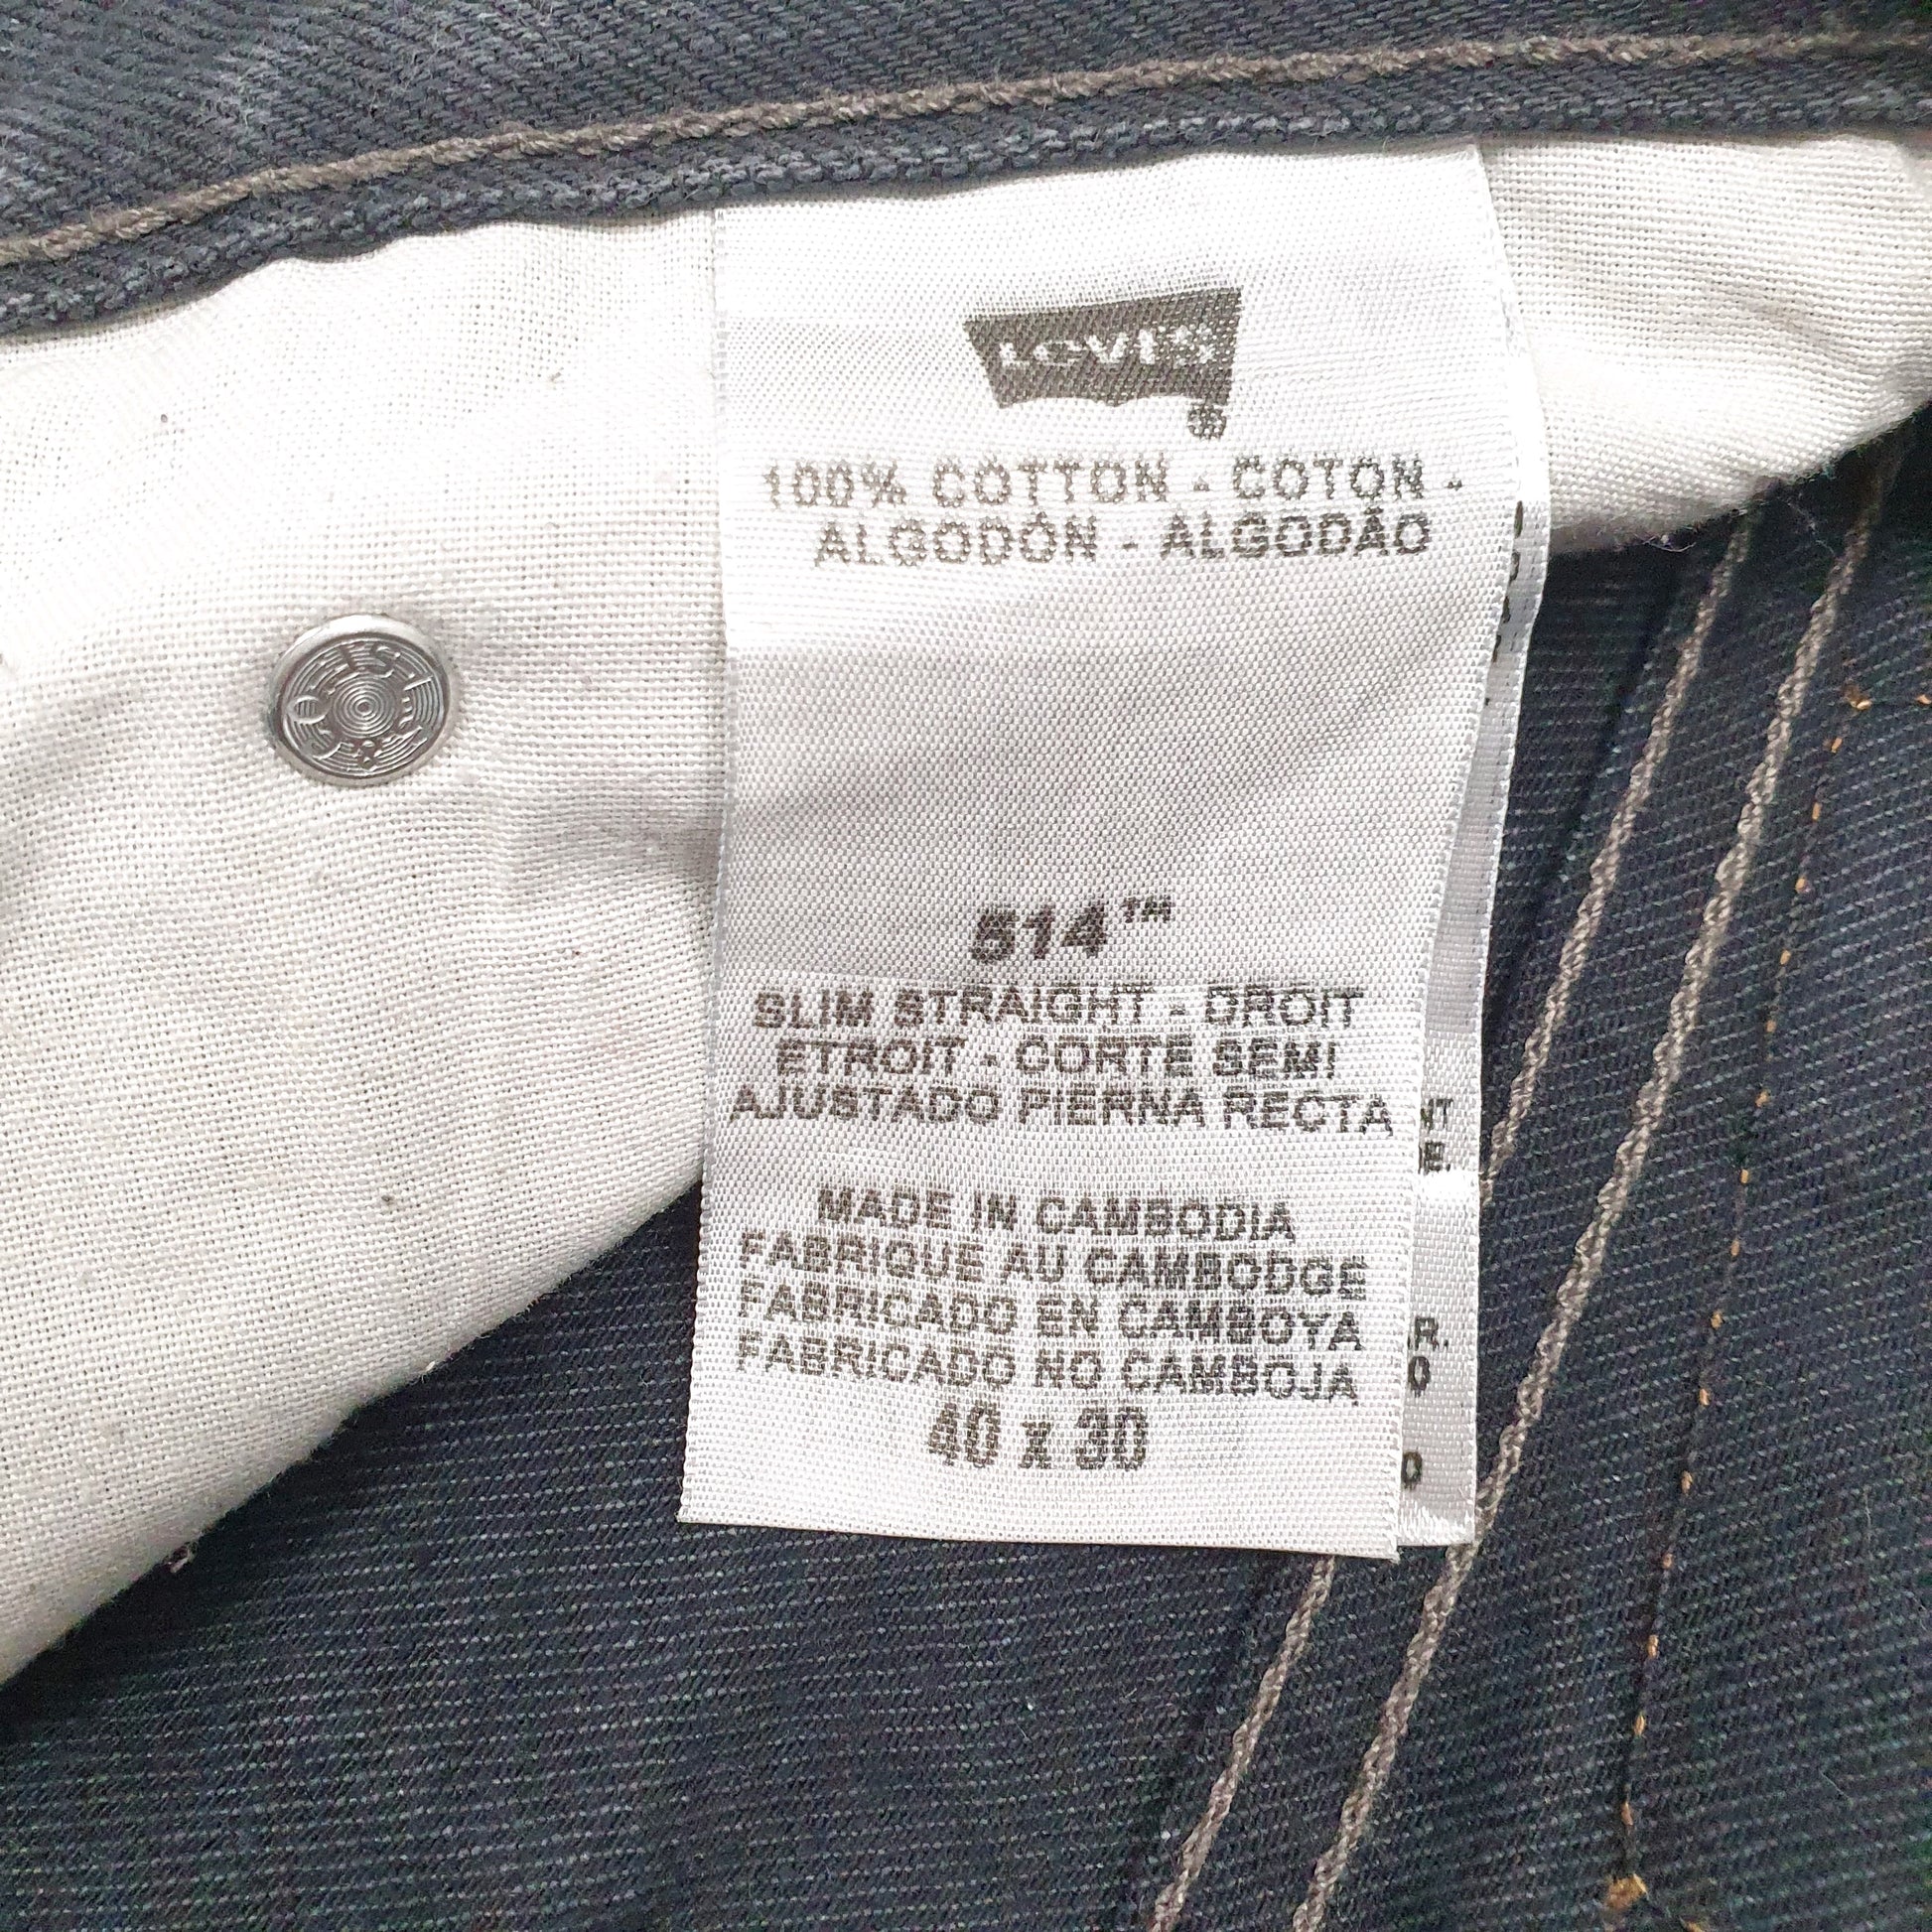 Levi's
®
100% COTTON - COTON -
ALGODÓN - ALGODÃO
514™
SLIM STRAIGHT - DROIT
ETROIT - CORTE SEMI
AJUSTADO PIERNA RECTA
MADE IN CAMBODIA
FABRIQUE AU CAMBODGE
FABRICADO EN CAMBOYA
FABRICADO NO CAMBOJA
40 x 30